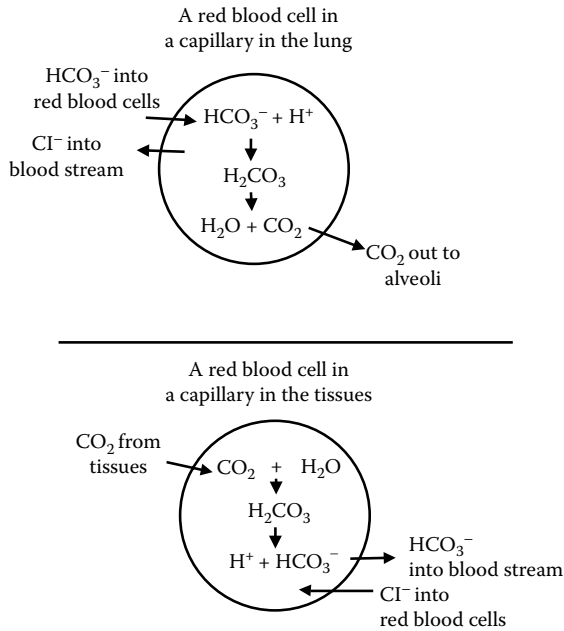 A red blood cell in
a capillary in the lung
HCO₃⁻ into
red blood cells
HCO₃⁻ + H⁺
CI⁻ into
blood stream
H₂CO₃
H₂O + CO₂
CO₂ out to
alveoli
A red blood cell in
a capillary in the tissues
CO₂ from
tissues
CO₂ + H₂O
H₂CO₃
H⁺ + HCO₃⁻
HCO₃⁻
into blood stream
CI⁻ into
red blood cells